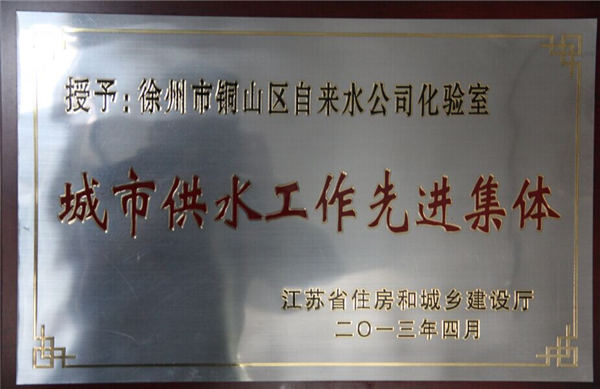 授予：徐州市铜山区自来水公司化验室
城市供水工作先进集体
江苏省住房和城乡建设厅
二〇一三年四月